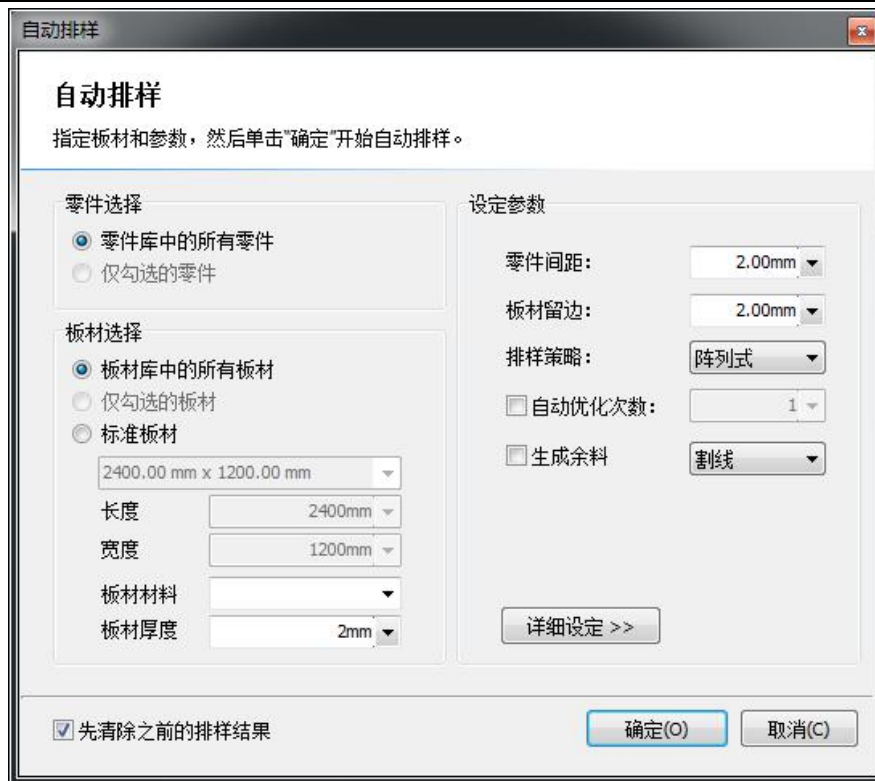 自动排样
自动排样
指定板材和参数，然后单击"确定"开始自动排样。
零件选择
零件库中的所有零件
仅勾选的零件
板材选择
板材库中的所有板材
仅勾选的板材
标准板材
2400.00 mm x 1200.00 mm
长度 2400mm
宽度 1200mm
板材材料
板材厚度 2mm
设定参数
零件间距： 2.00mm
板材留边： 2.00mm
排样策略： 阵列式
自动优化次数： 1
生成余料 割线
详细设定 >>
先清除之前的排样结果
确定(O) 取消(C)